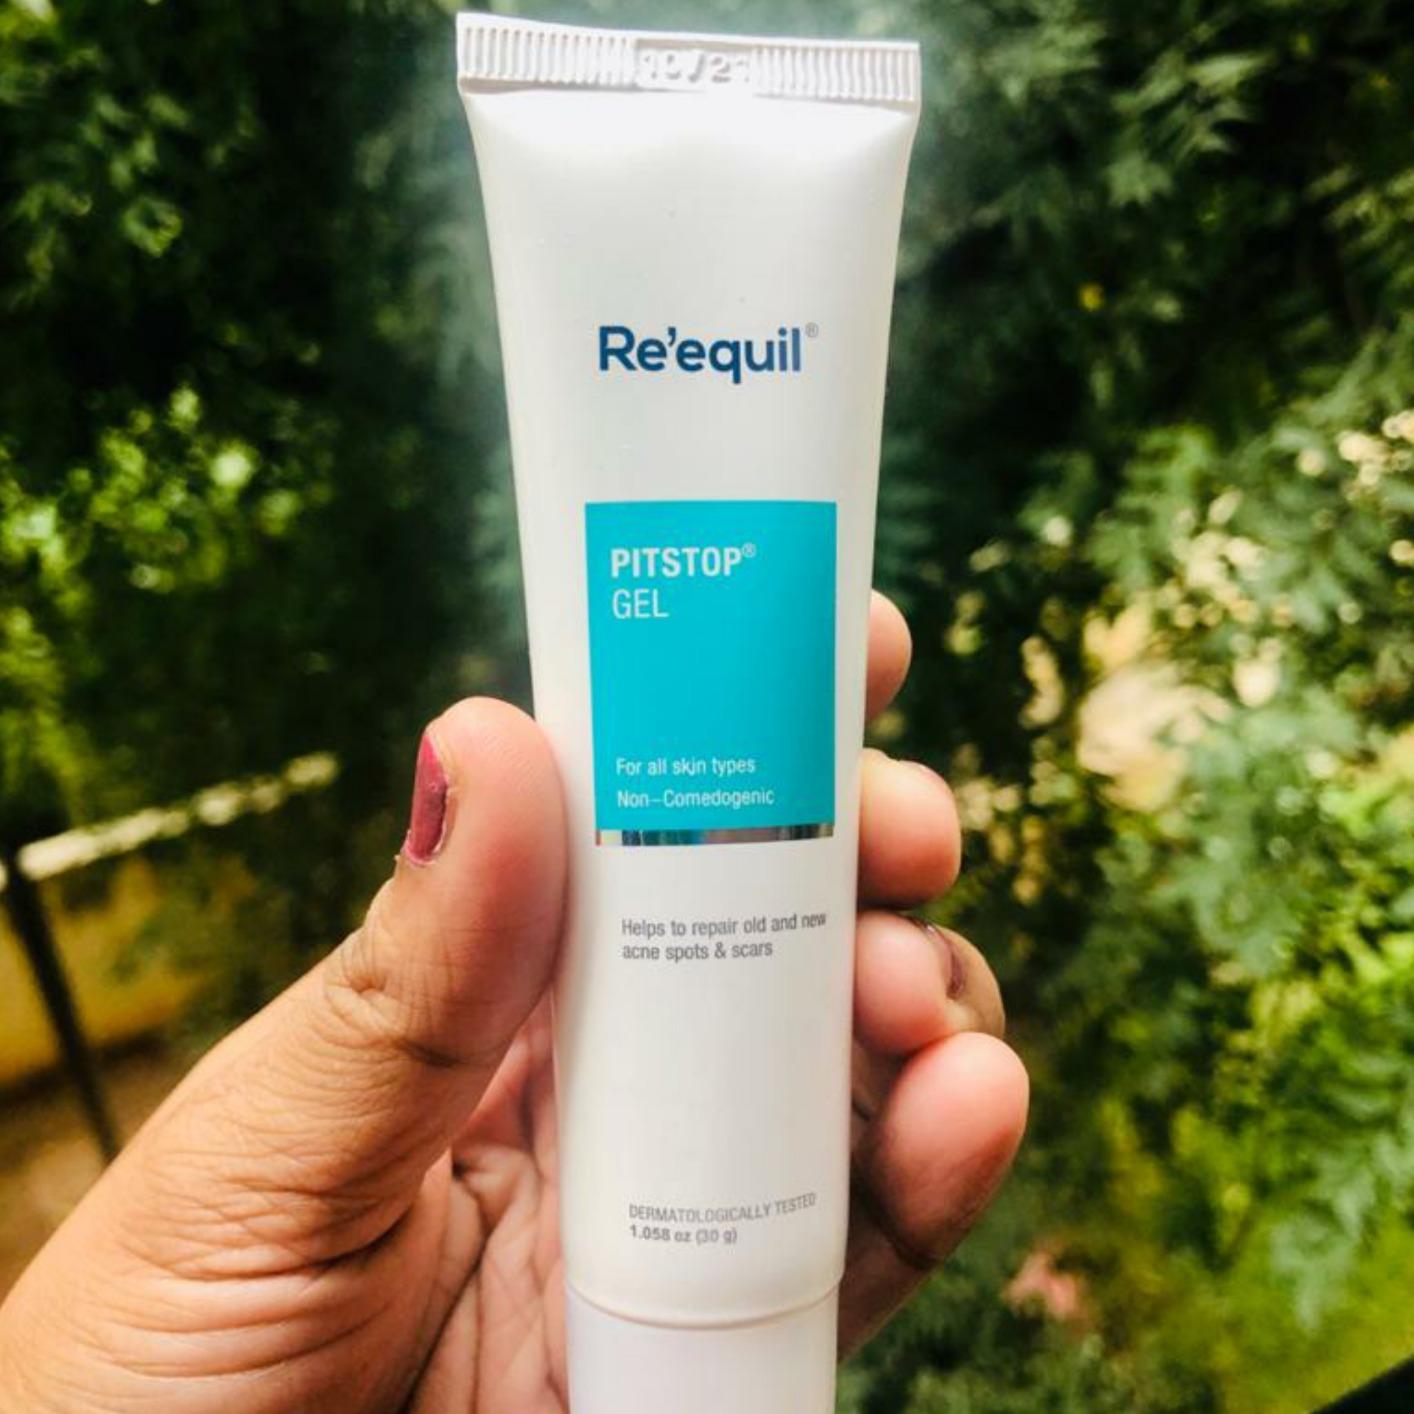 Re'equil®
PITSTOP®
GEL
For all skin types
Non-Comedogenic
Helps to repair old and new
acne spots & scars
DERMATOLOGICALLY TESTED
1.058 oz (30 g)